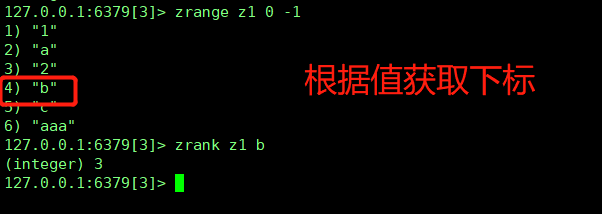 127.0.0.1:6379[3]> zrange z1 0 -1
1) "1"
2) "a"
3) "2"
4) "b"
5) "c"
6) "aaa"
根据值获取下标
127.0.0.1:6379[3]> zrank z1 b
(integer) 3
127.0.0.1:6379[3]>